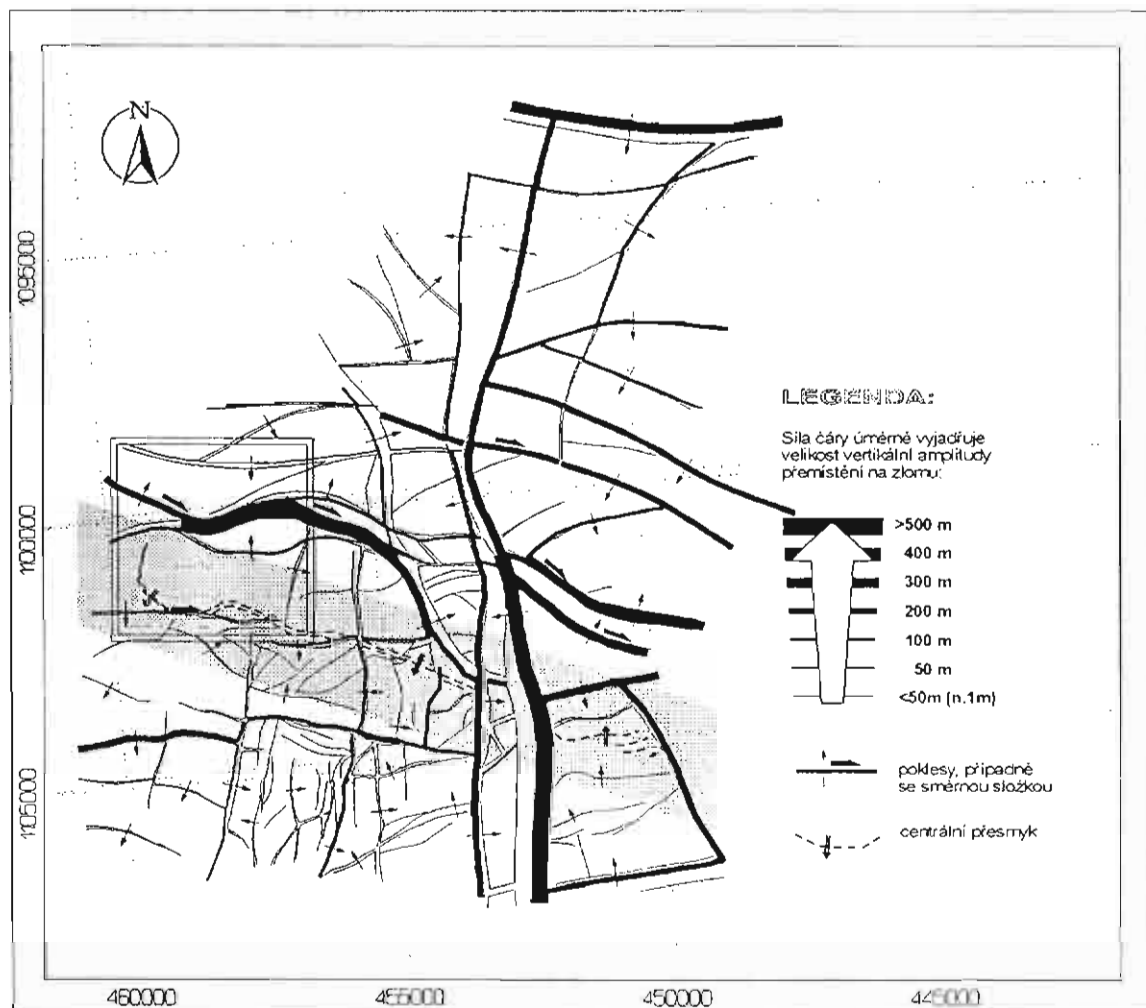 N
1095000
1100000
1105000
460000
455000
450000
445000
LEGENDA:
Síla čáry úměrně vyjadřuje
velikost vertikální amplitudy
přemístění na zlomu:
>500 m
400 m
300 m
200 m
100 m
50 m
<50m (n.1m)
poklesy, případně
se směrnou složkou
centrální přesmyk